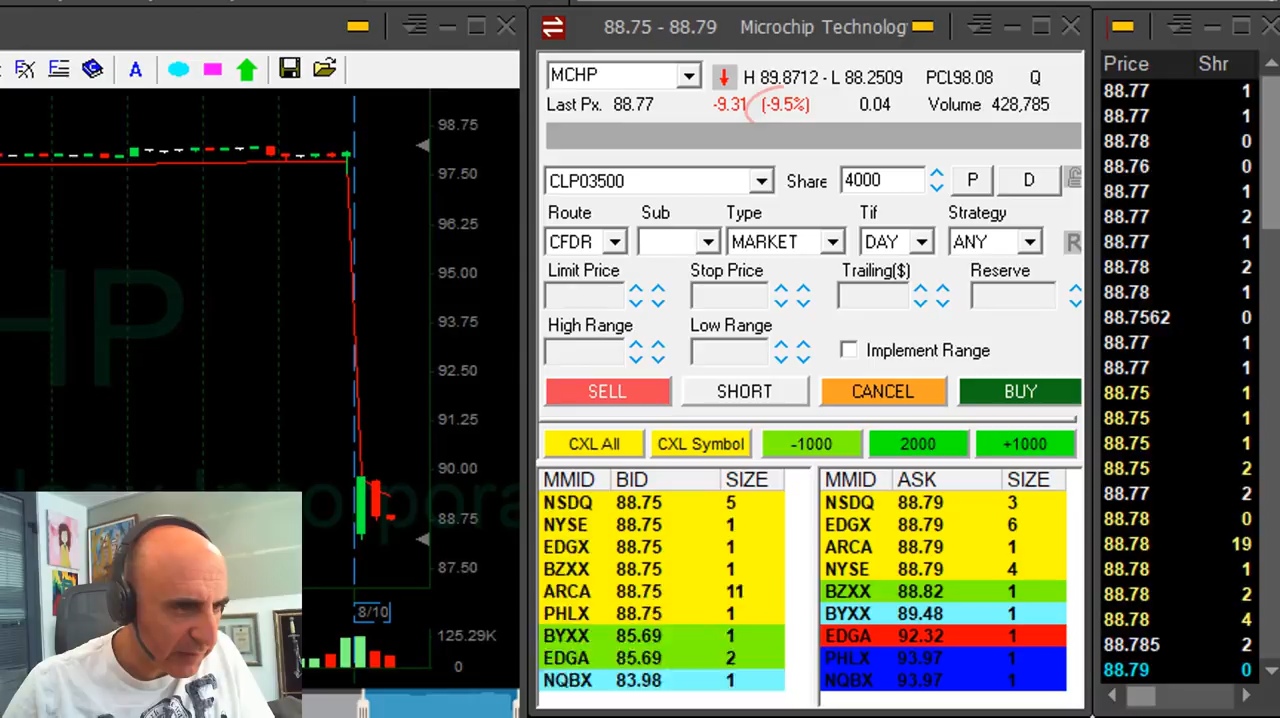 88.75 - 88.79 Microchip Technolog
MCHP H 89.8712 - L 88.2509 PCL98.08 Q
Last Px. 88.77 -9.31 (-9.5%) 0.04 Volume 428,785
CLP03500 Share 4000 P D
Route Sub Type Tif Strategy
CFDR MARKET DAY ANY R
Limit Price Stop Price Trailing($) Reserve
High Range Low Range
Implement Range
SELL SHORT CANCEL BUY
CXL All CXL Symbol -1000 2000 +1000
MMID BID SIZE MMID ASK SIZE
NSDQ 88.75 5 NSDQ 88.79 3
NYSE 88.75 1 EDGX 88.79 6
EDGX 88.75 1 ARCA 88.79 1
BZXX 88.75 1 NYSE 88.79 4
ARCA 88.75 11 BZXX 88.82 1
PHLX 88.75 1 BYXX 89.48 1
BYXX 85.69 1 EDGA 92.32 1
EDGA 85.69 2 PHLX 93.97 1
NQBX 83.98 1 NQBX 93.97 1
Price Shr
88.77 1
88.77 1
88.78 0
88.76 0
88.77 1
88.77 2
88.77 1
88.78 2
88.78 1
88.7562 0
88.77 1
88.77 1
88.75 1
88.75 1
88.75 1
88.75 2
88.77 2
88.78 0
88.78 19
88.78 1
88.78 2
88.78 4
88.785 2
88.79 0
A
98.75
97.50
96.25
95.00
93.75
92.50
91.25
90.00
88.75
87.50
8/10
125.29K
0
HP